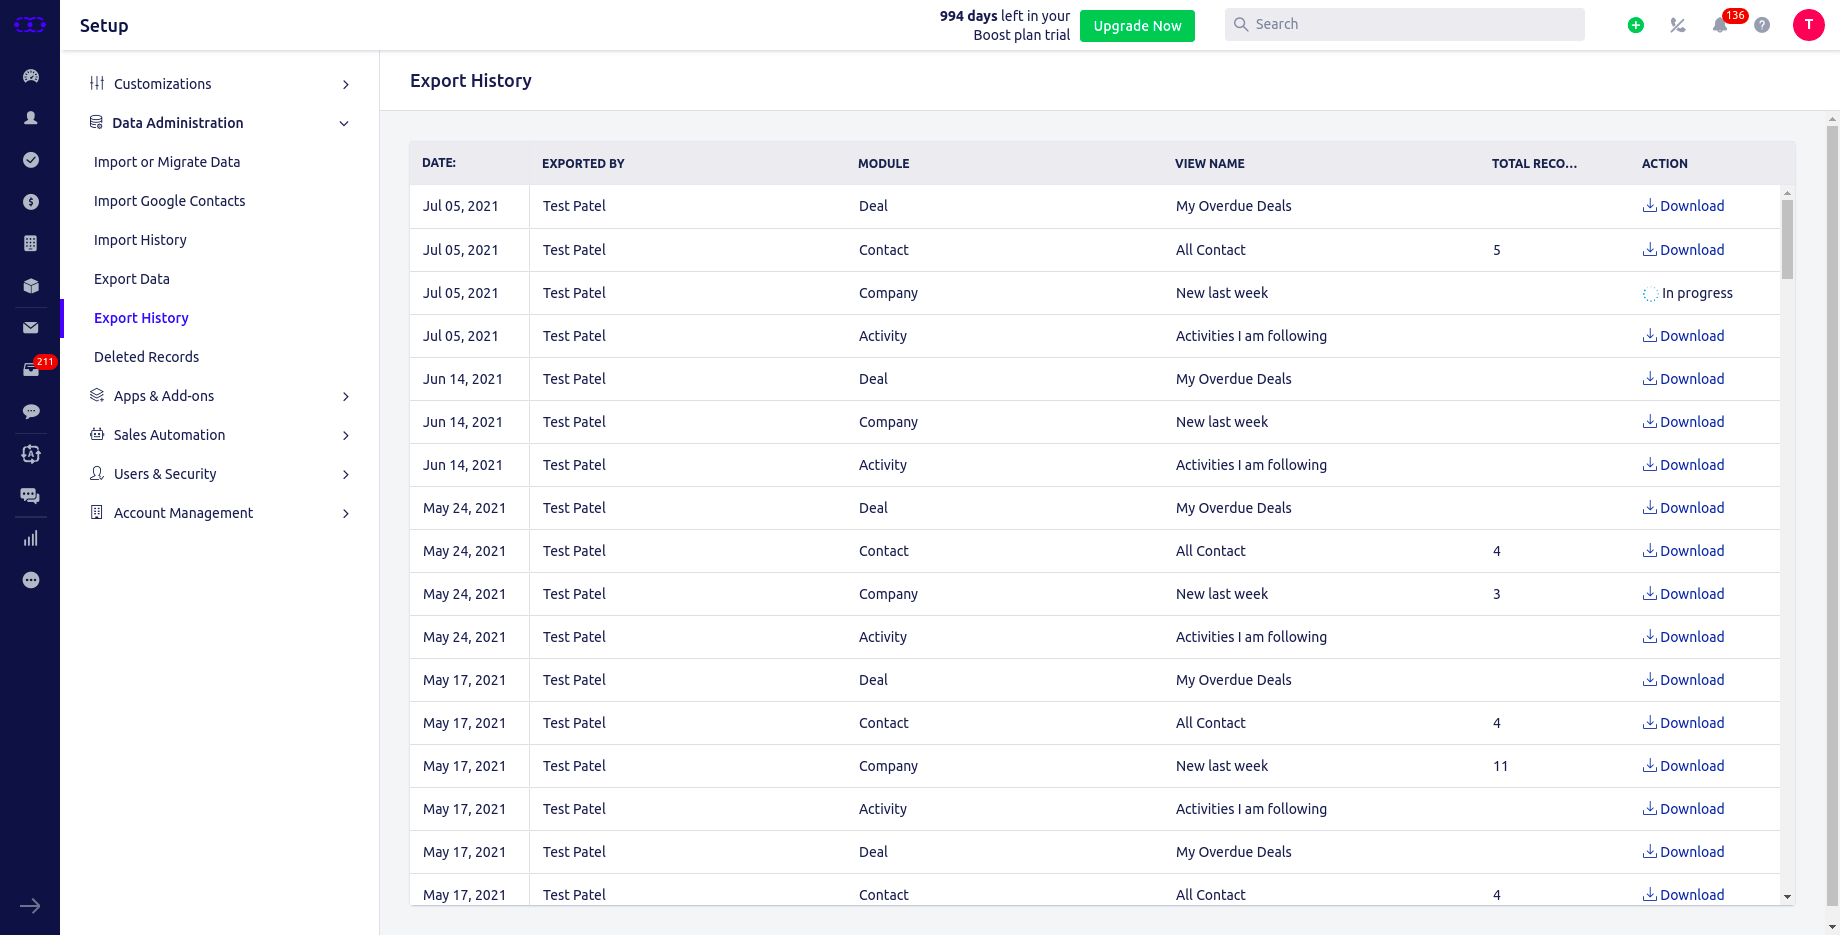 Setup
994 days left in your
Boost plan trial
Upgrade Now
Search
136
?
T
211
Customizations
Data Administration
Import or Migrate Data
Import Google Contacts
Import History
Export Data
Export History
Deleted Records
Apps & Add-ons
Sales Automation
Users & Security
Account Management
Export History
DATE: EXPORTED BY MODULE VIEW NAME TOTAL RECO... ACTION
Jul 05, 2021 Test Patel Deal My Overdue Deals Download
Jul 05, 2021 Test Patel Contact All Contact 5 Download
Jul 05, 2021 Test Patel Company New last week In progress
Jul 05, 2021 Test Patel Activity Activities I am following Download
Jun 14, 2021 Test Patel Deal My Overdue Deals Download
Jun 14, 2021 Test Patel Company New last week Download
Jun 14, 2021 Test Patel Activity Activities I am following Download
May 24, 2021 Test Patel Deal My Overdue Deals Download
May 24, 2021 Test Patel Contact All Contact 4 Download
May 24, 2021 Test Patel Company New last week 3 Download
May 24, 2021 Test Patel Activity Activities I am following Download
May 17, 2021 Test Patel Deal My Overdue Deals Download
May 17, 2021 Test Patel Contact All Contact 4 Download
May 17, 2021 Test Patel Company New last week 11 Download
May 17, 2021 Test Patel Activity Activities I am following Download
May 17, 2021 Test Patel Deal My Overdue Deals Download
May 17, 2021 Test Patel Contact All Contact 4 Download